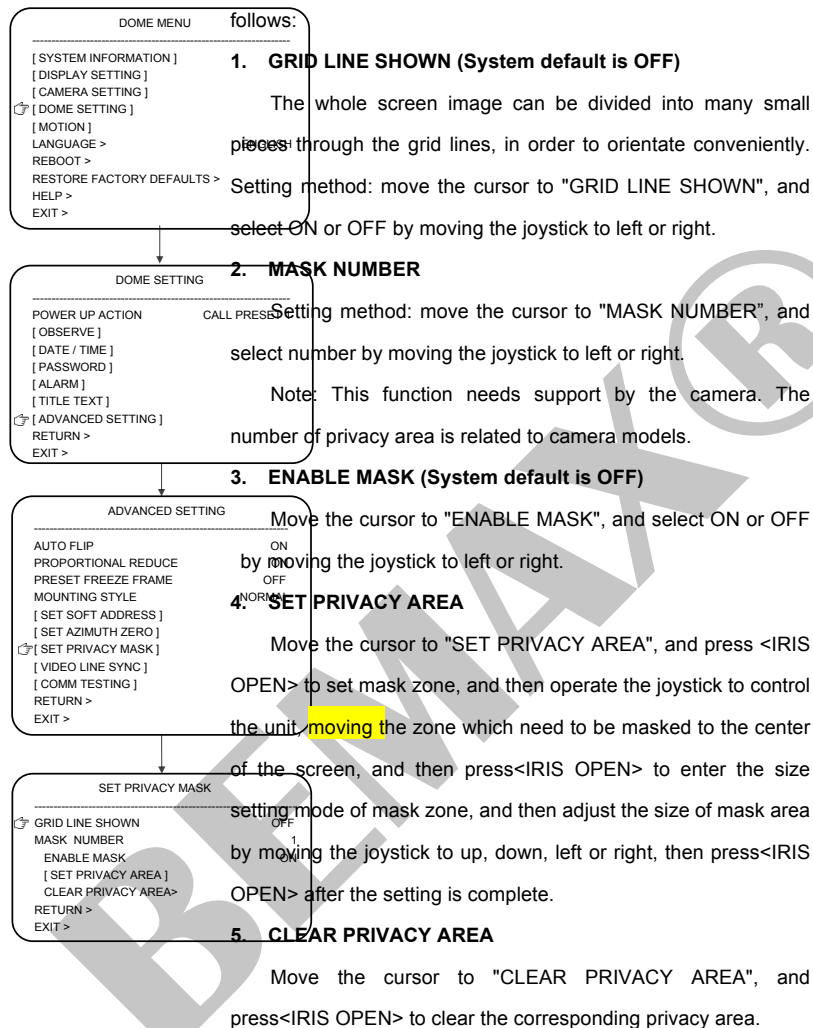 DOME MENU
[ SYSTEM INFORMATION ]
[ DISPLAY SETTING ]
[ CAMERA SETTING ]
[ DOME SETTING ]
[ MOTION ]
LANGUAGE > ENGLISH
REBOOT >
RESTORE FACTORY DEFAULTS >
HELP >
EXIT >
DOME SETTING
POWER UP ACTION CALL PRESET 1
[ OBSERVE ]
[ DATE / TIME ]
[ PASSWORD ]
[ ALARM ]
[ TITLE TEXT ]
[ ADVANCED SETTING ]
RETURN >
EXIT >
ADVANCED SETTING
AUTO FLIP ON
PROPORTIONAL REDUCE ON
PRESET FREEZE FRAME OFF
MOUNTING STYLE NORMAL
[ SET SOFT ADDRESS ]
[ SET AZIMUTH ZERO ]
[ SET PRIVACY MASK ]
[ VIDEO LINE SYNC ]
[ COMM TESTING ]
RETURN >
EXIT >
SET PRIVACY MASK
GRID LINE SHOWN OFF
MASK NUMBER 1
ENABLE MASK ON
[ SET PRIVACY AREA ]
CLEAR PRIVACY AREA>
RETURN >
EXIT >
follows:
1. GRID LINE SHOWN (System default is OFF)
The whole screen image can be divided into many small
pieces through the grid lines, in order to orientate conveniently.
Setting method: move the cursor to "GRID LINE SHOWN", and
select ON or OFF by moving the joystick to left or right.
2. MASK NUMBER
Setting method: move the cursor to "MASK NUMBER”, and
select number by moving the joystick to left or right.
Note: This function needs support by the camera. The
number of privacy area is related to camera models.
3. ENABLE MASK (System default is OFF)
Move the cursor to "ENABLE MASK", and select ON or OFF
by moving the joystick to left or right.
4. SET PRIVACY AREA
Move the cursor to "SET PRIVACY AREA", and press <IRIS
OPEN> to set mask zone, and then operate the joystick to control
the unit, moving the zone which need to be masked to the center
of the screen, and then press<IRIS OPEN> to enter the size
setting mode of mask zone, and then adjust the size of mask area
by moving the joystick to up, down, left or right, then press<IRIS
OPEN> after the setting is complete.
5. CLEAR PRIVACY AREA
Move the cursor to "CLEAR PRIVACY AREA", and
press<IRIS OPEN> to clear the corresponding privacy area.
BEMAX®